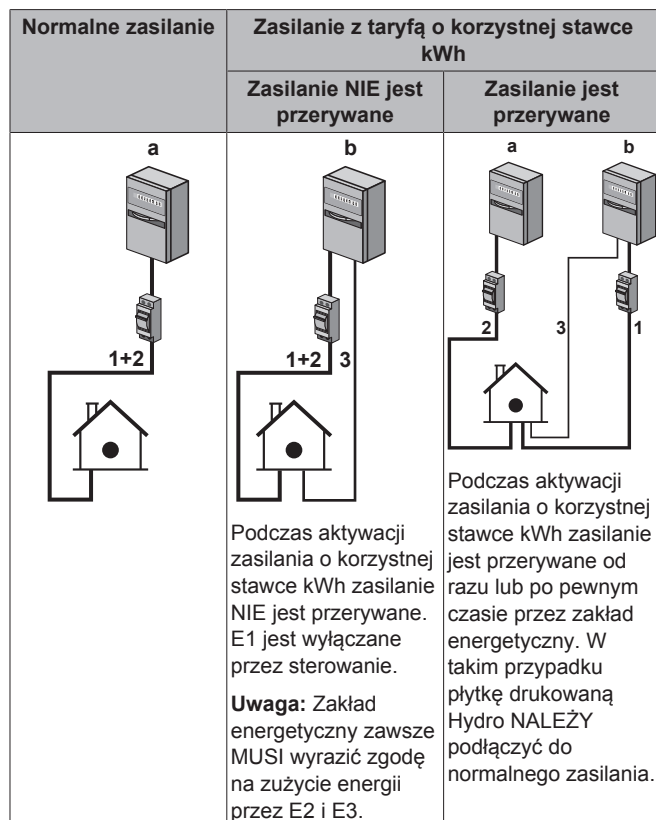 Normalne zasilanie
Zasilanie z taryfą o korzystnej stawce
kWh
Zasilanie NIE jest
przerywane
Zasilanie jest
przerywane
a
1+2
b
1+2 3
Podczas aktywacji
zasilania o korzystnej
stawce kWh zasilanie
NIE jest przerywane.
E1 jest wyłączane
przez sterowanie.
Uwaga: Zakład
energetyczny zawsze
MUSI wyrazić zgodę
na zużycie energii
przez E2 i E3.
a b
2 3 1
Podczas aktywacji
zasilania o korzystnej
stawce kWh zasilanie
jest przerywane od
razu lub po pewnym
czasie przez zakład
energetyczny. W
takim przypadku
płytkę drukowaną
Hydro NALEŻY
podłączyć do
normalnego zasilania.